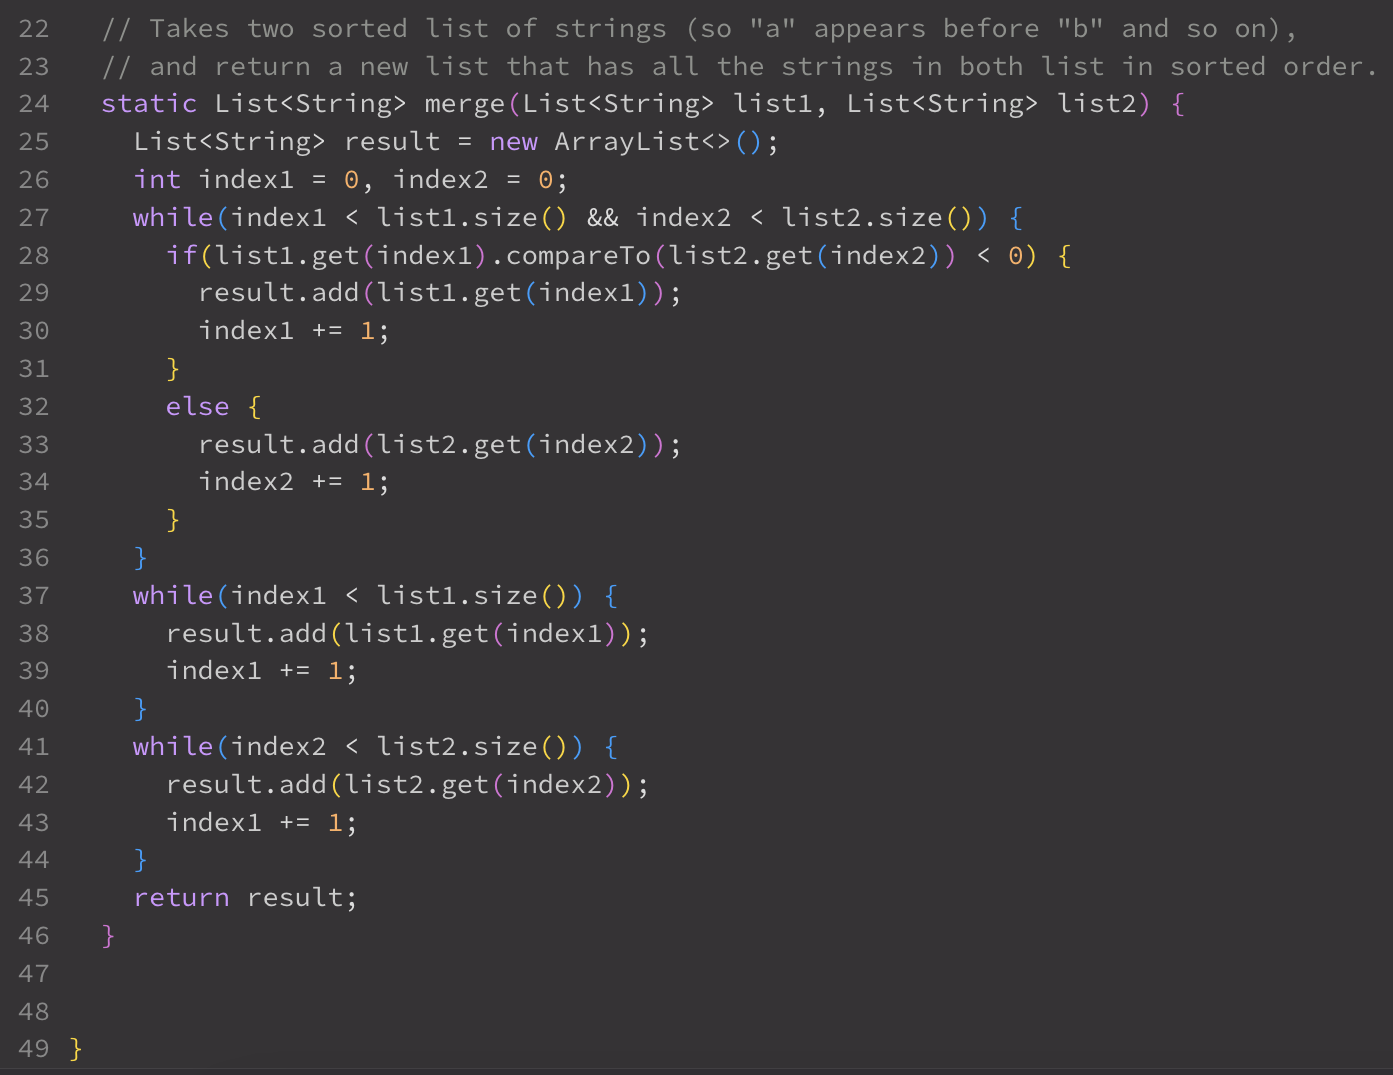 22   // Takes two sorted list of strings (so "a" appears before "b" and so on),
23   // and return a new list that has all the strings in both list in sorted order.
24   static List<String> merge(List<String> list1, List<String> list2) {
25     List<String> result = new ArrayList<>();
26     int index1 = 0, index2 = 0;
27     while(index1 < list1.size() && index2 < list2.size()) {
28       if(list1.get(index1).compareTo(list2.get(index2)) < 0) {
29         result.add(list1.get(index1));
30         index1 += 1;
31       }
32       else {
33         result.add(list2.get(index2));
34         index2 += 1;
35       }
36     }
37     while(index1 < list1.size()) {
38       result.add(list1.get(index1));
39       index1 += 1;
40     }
41     while(index2 < list2.size()) {
42       result.add(list2.get(index2));
43       index1 += 1;
44     }
45     return result;
46   }
47
48
49 }